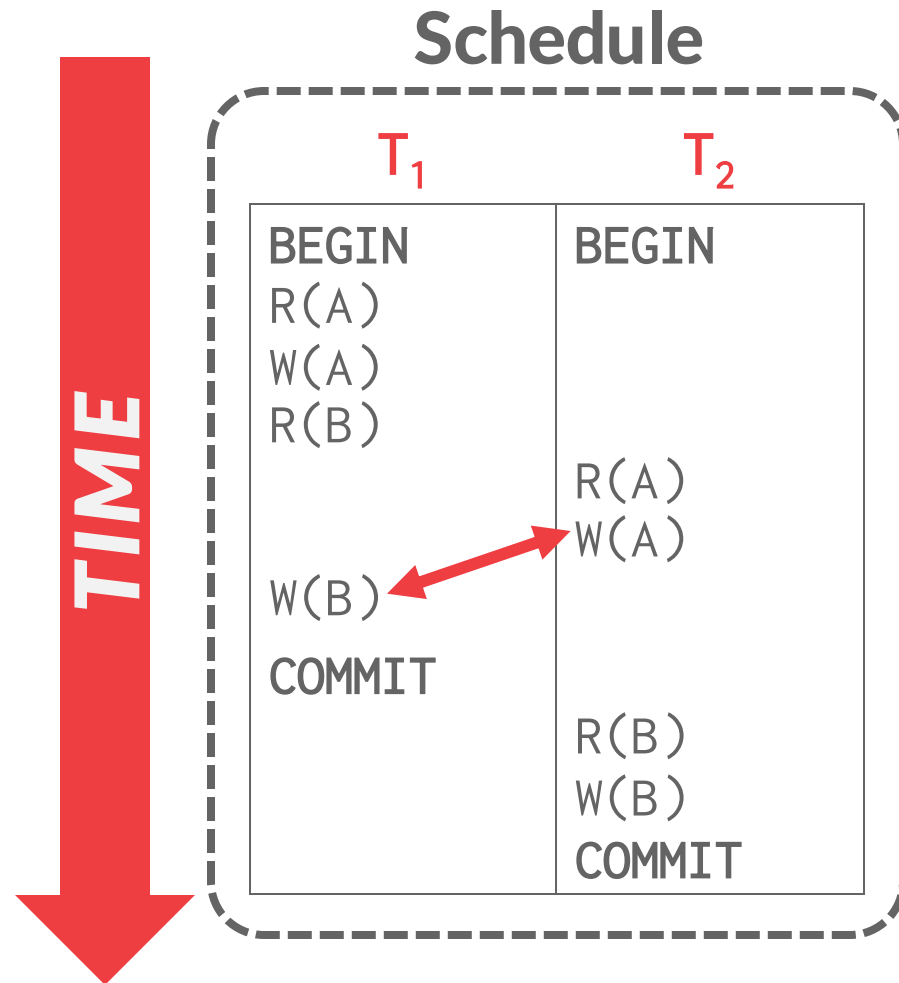 Schedule
TIME
T₁ T₂
BEGIN BEGIN
R(A)
W(A)
R(B)
R(A)
W(A)
W(B)
COMMIT
R(B)
W(B)
COMMIT